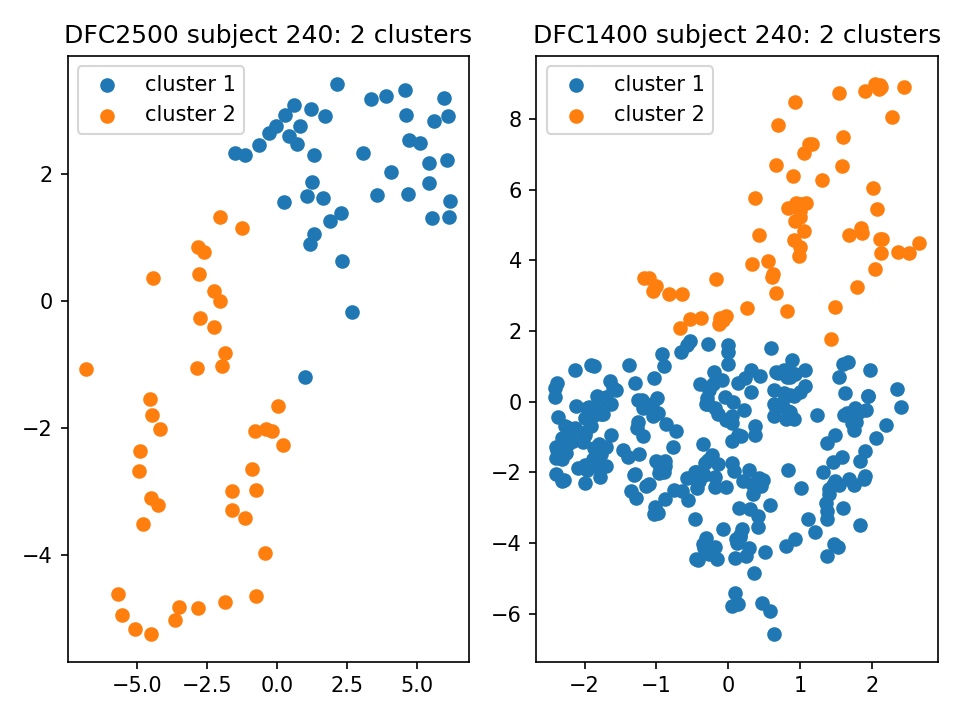 DFC2500 subject 240: 2 clusters
cluster 1
cluster 2
2
0
−2
−4
−5.0 −2.5 0.0 2.5 5.0
DFC1400 subject 240: 2 clusters
cluster 1
cluster 2
8
6
4
2
0
−2
−4
−6
−2 −1 0 1 2